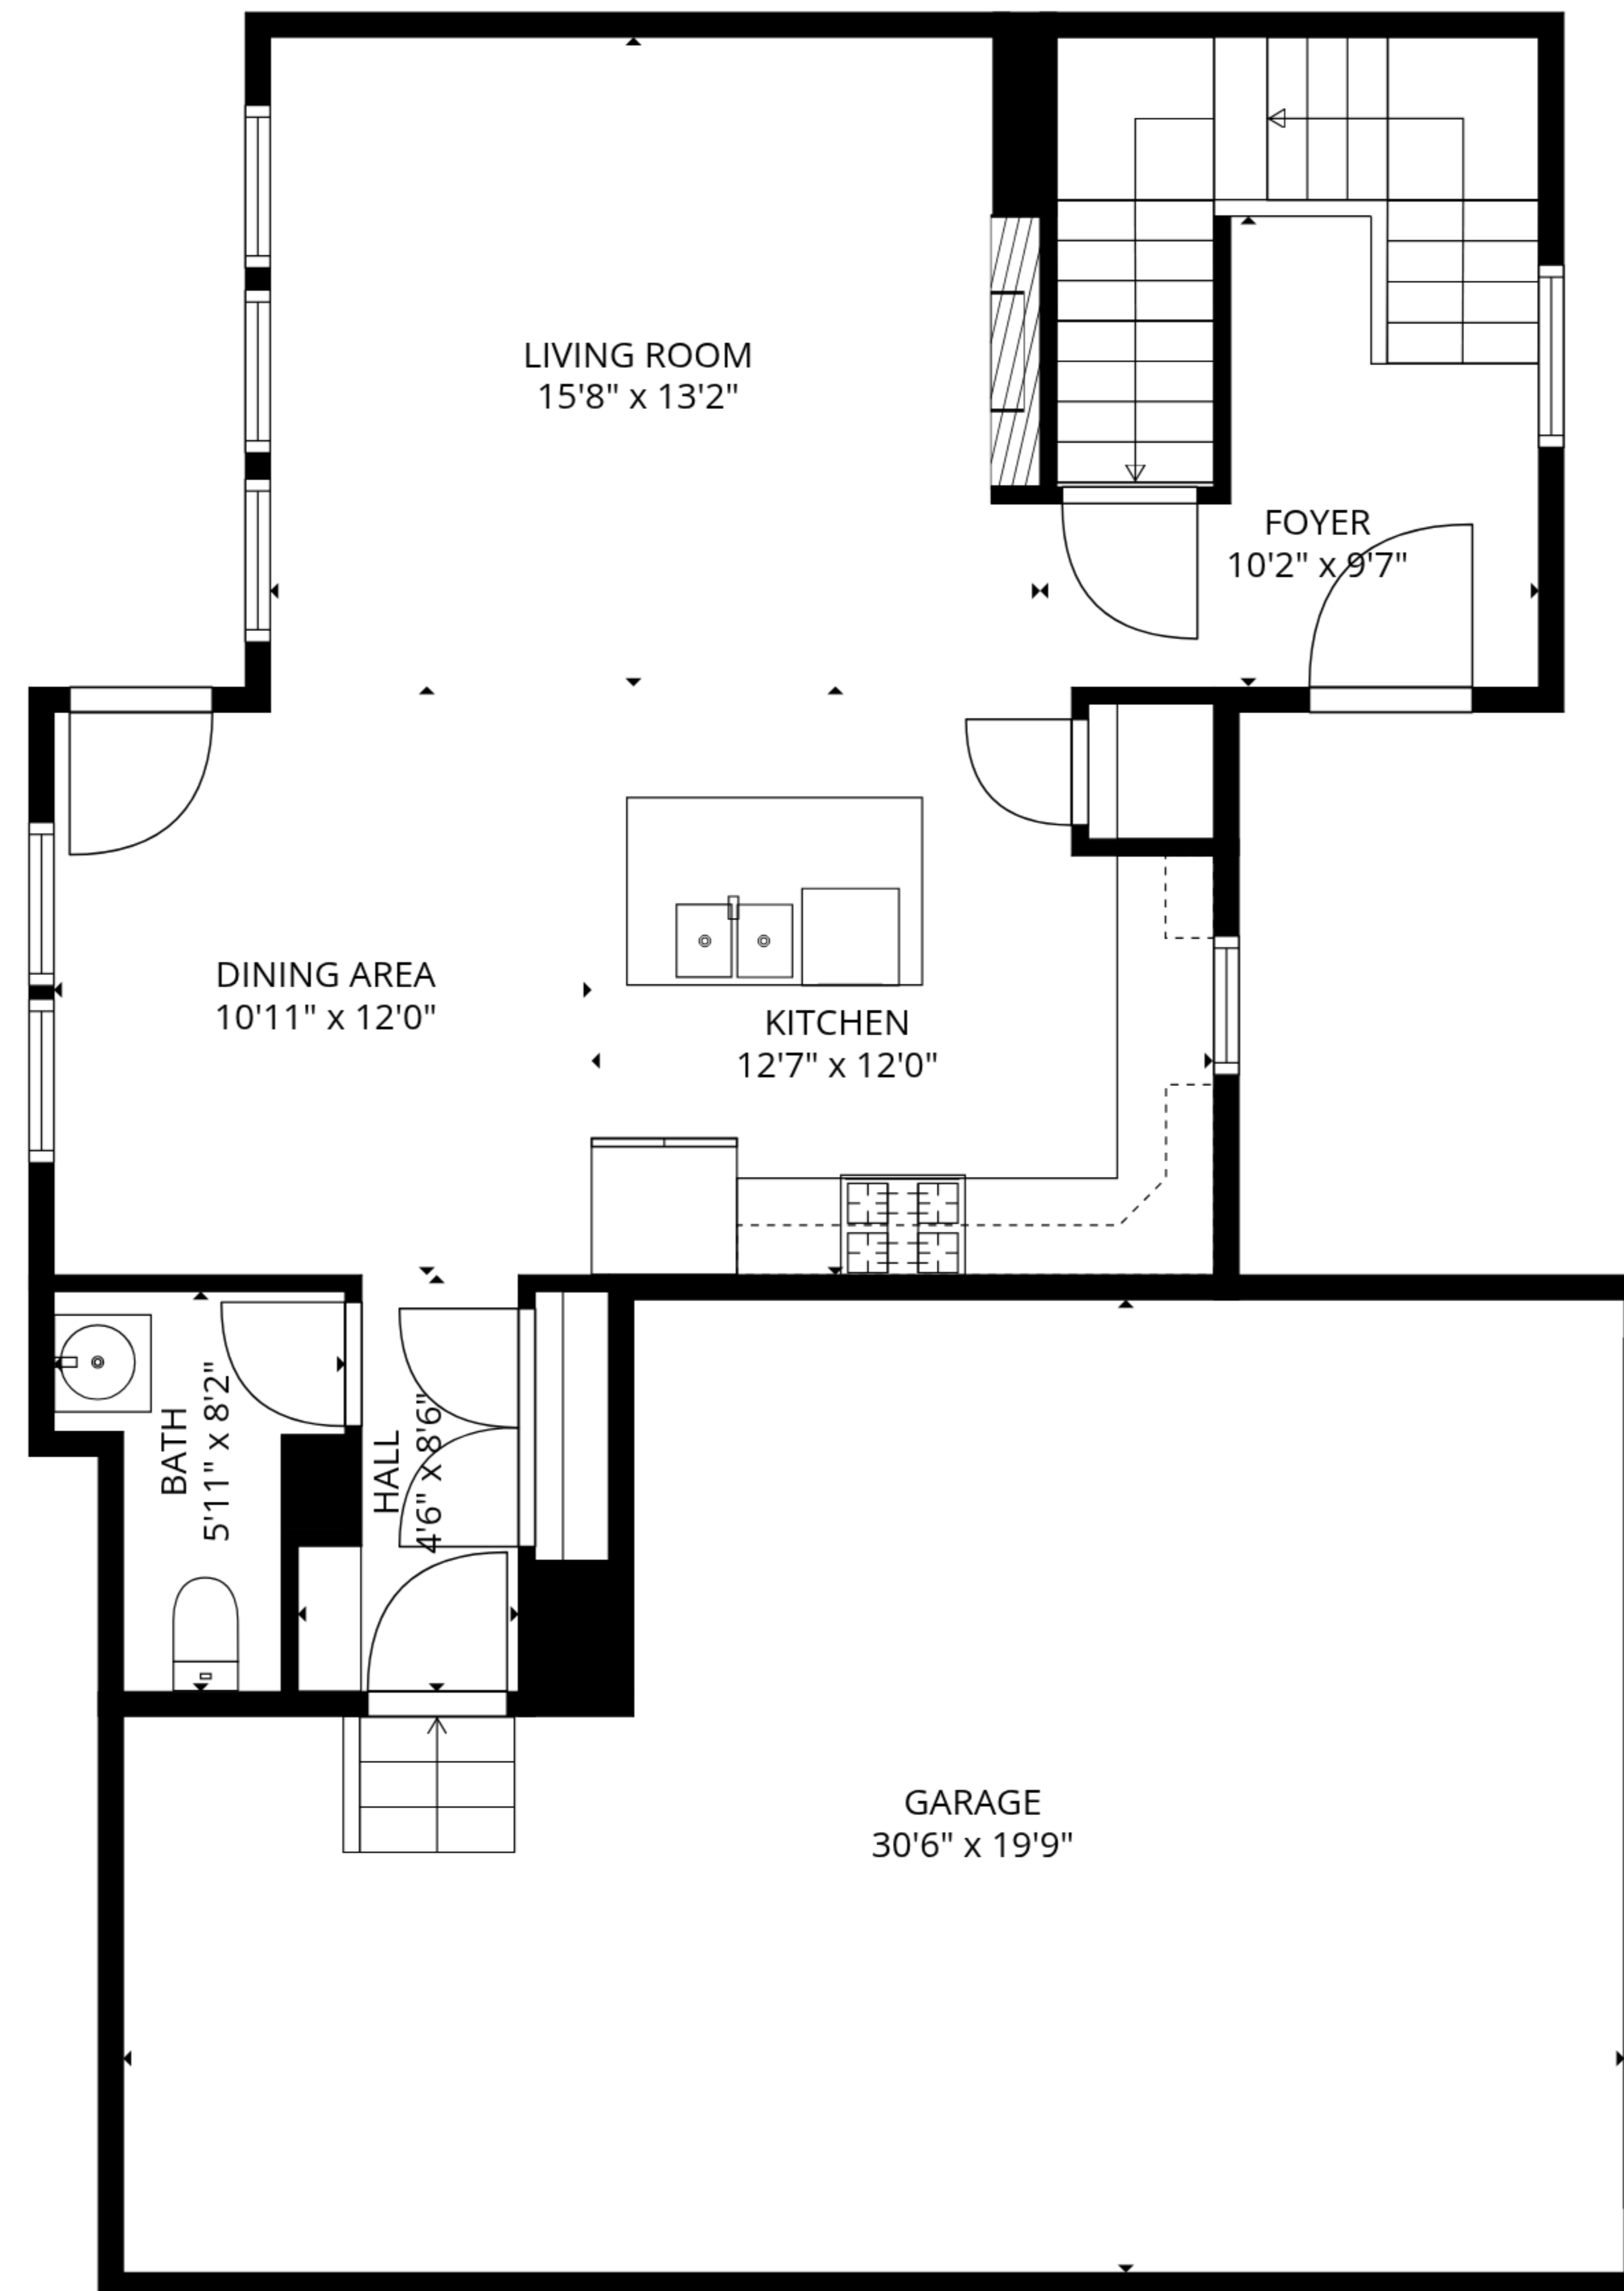 LIVING ROOM
15'8" x 13'2"
FOYER
10'2" x 9'7"
DINING AREA
10'11" x 12'0"
KITCHEN
12'7" x 12'0"
BATH
5'11" x 8'2"
HALL
4'6" x 8'6"
GARAGE
30'6" x 19'9"